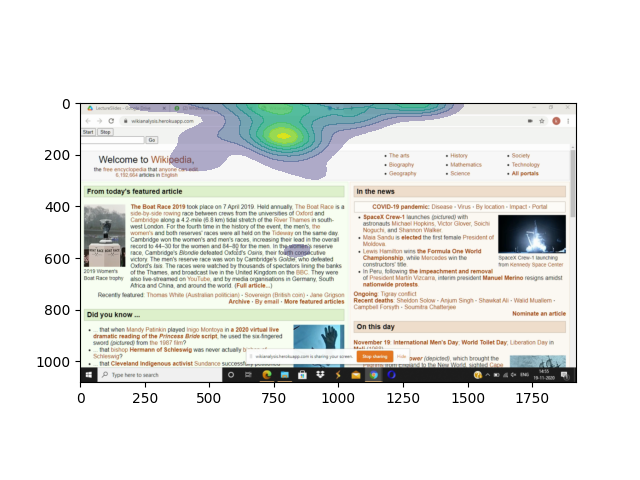 0
200
400
600
800
1000
0
250
500
750
1000
1250
1500
1750
wikianalysis.herokuapp.com
Start
Stop
Go
Welcome to Wikipedia,
the free encyclopedia that anyone can edit
articles in English
The arts
Biography
Geography
History
Mathematics
Science
Society
Technology
All portals
From today's featured article
The Boat Race 2019 took place on 7 April 2019. Held annually, The Boat Race is a
side-by-side rowing race between crews from the universities of Oxford and
Cambridge along a 4.2-mile (6.8 km) tidal stretch of the River Thames in south-
west London. For the fourth time in the history of the event, the men's, the
women's and both reserves' races were all held on the Tideway on the same day.
Cambridge won the women's and men's races, increasing their lead in the overall
record to 44–30 for the women and 84–80 for the men. In the women's reserve
race, Cambridge's Blondie defeated Oxford's Osiris, their fourth consecutive
victory. The men's reserve race was won by Cambridge's Goldie, who defeated
Oxford's Isis. The races were watched by thousands of spectators lining the banks
of the Thames, and broadcast live in the United Kingdom on the BBC. They were
also live-streamed on YouTube, and by media organisations in Germany, South
Africa and China, and around the world. (Full article...)
2019 Women's
Boat Race trophy
Recently featured: Thomas White (Australian politician) - Sovereign (British coin) - Jane Grigson
Archive - By email - More featured articles
Did you know ...
that when Mandy Patinkin played Inigo Montoya in a 2020 virtual
dramatic reading of the Princess Bride script, he used the six-fingered
sword (pictured) from the 1987 film?
that bishop Hermann of Schleswig was never actually
that Cleveland indigenous activist Sundance
In the news
COVID-19 pandemic: Disease - Virus - By location - Impact - Portal
SpaceX Crew-1 launches (pictured) with
astronauts Michael Hopkins, Victor Glover, Soichi
Noguchi, and Shannon Walker
Maia Sandu is elected the first female President of
Moldova.
Lewis Hamilton wins the Formula One World
Championship, while Mercedes win the
constructors' title
In Peru, following the impeachment and removal
of President Martín Vizcarra, interim president Manuel Merino resigns amidst
nationwide protests
SpaceX Crew-1 launching
from Kennedy Space Center
Ongoing: Tigray conflict
Recent deaths: Sheldon Solow - Anjum Singh - Shawkat Ali - Walid Muallem -
Campbell Forsyth - Soumitra Chatterjee
Nominate an article
On this day
November 19: International Men's Day; World Toilet Day; Liberation Day in
(depicted), which brought the
from England to the New World, sighted Cape
wikianalysis.herokuapp.com is sharing your screen.
Stop sharing
Hide
Type here to search
ENG
14:55
19-11-2020